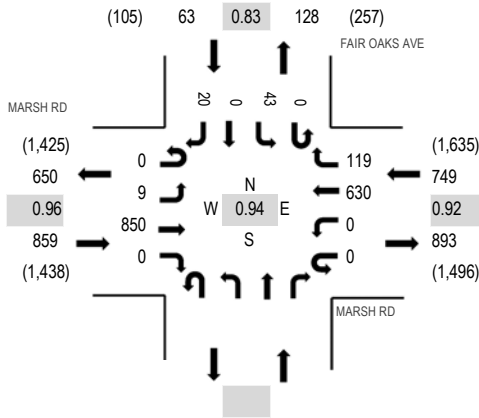 (105) 63 0.83 128 (257)
FAIR OAKS AVE
MARSH RD
20 0 43 0
(1,425) (1,635)
650 0 119 749
9 N 630
0.96 W 0.94 E 0.92
850 S 0
859 893
0 0
(1,438) (1,496)
MARSH RD